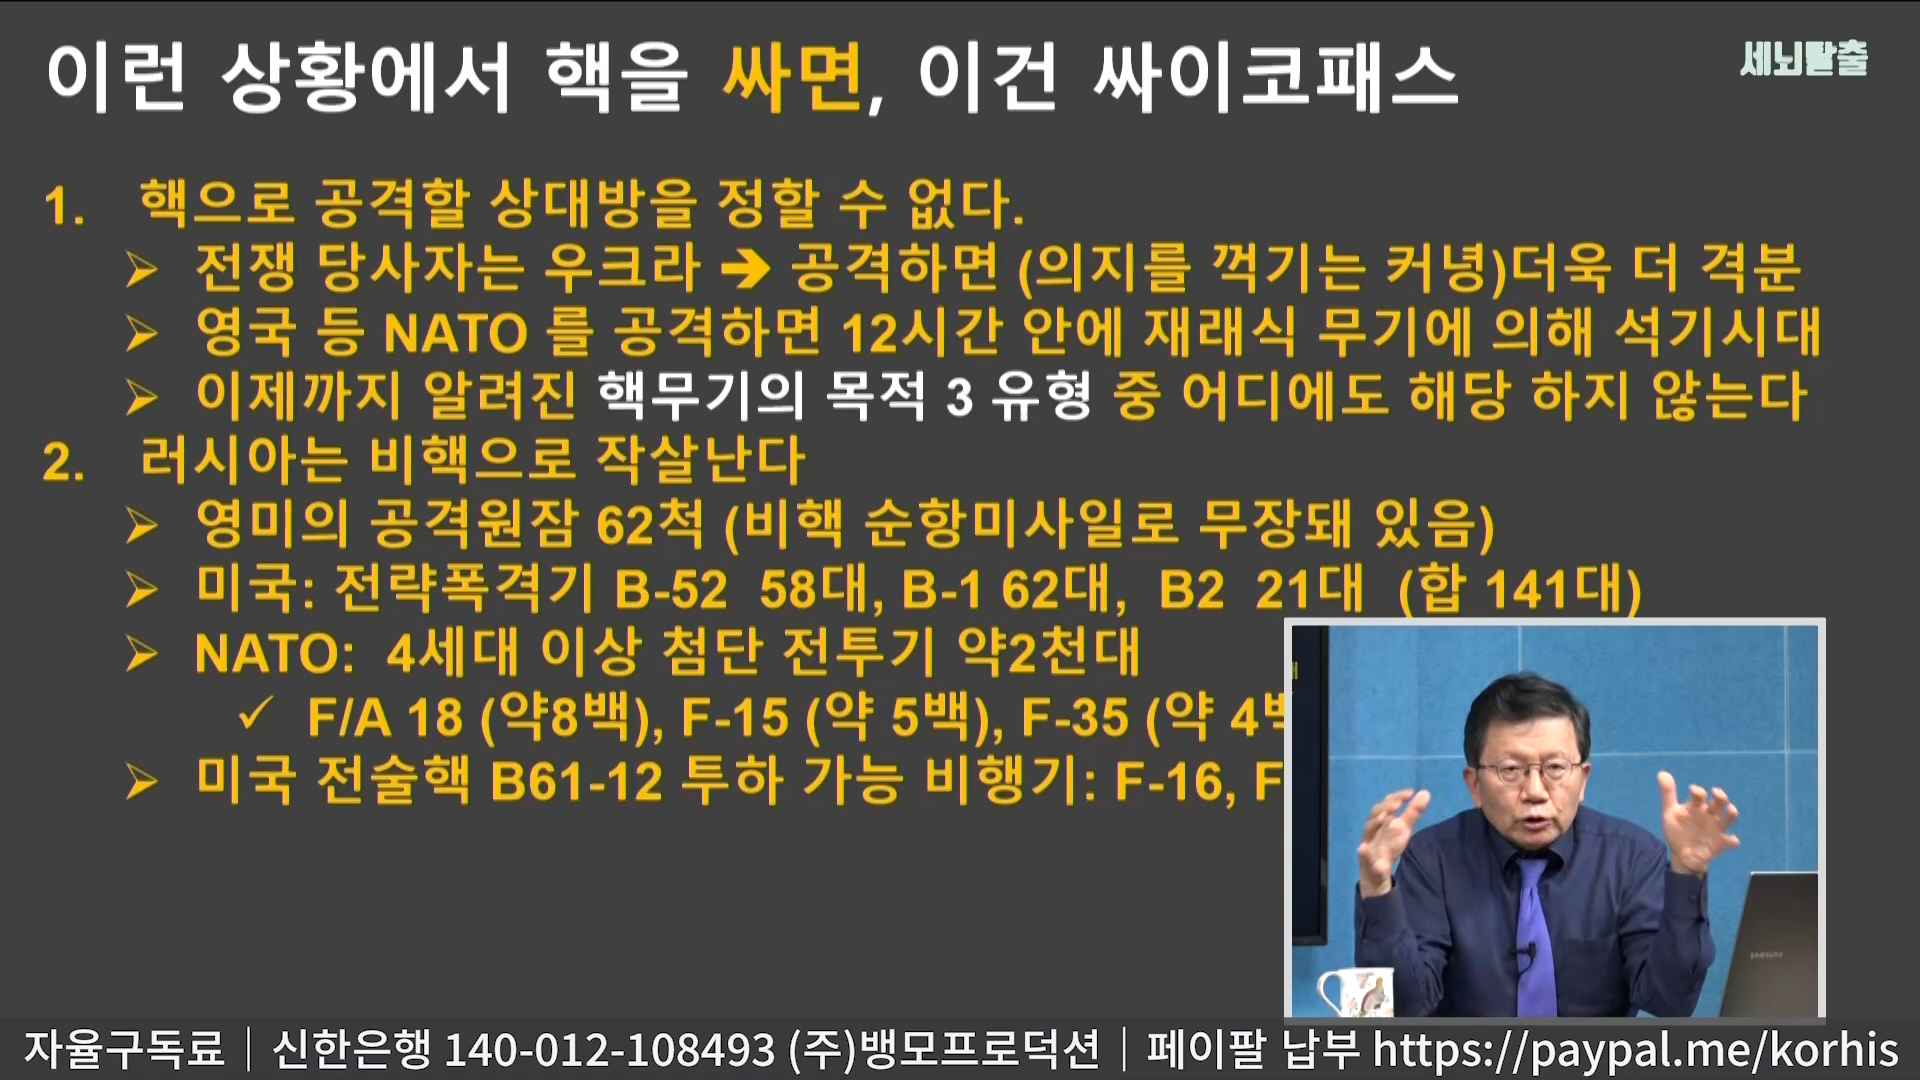 이런 상황에서 핵을 싸면, 이건 싸이코패스
세뇌탈출
1. 핵으로 공격할 상대방을 정할 수 없다.
➢ 전쟁 당사자는 우크라 ➔ 공격하면 (의지를 꺽기는 커녕)더욱 더 격분
➢ 영국 등 NATO 를 공격하면 12시간 안에 재래식 무기에 의해 석기시대
➢ 이제까지 알려진 핵무기의 목적 3 유형 중 어디에도 해당 하지 않는다
2. 러시아는 비핵으로 작살난다
➢ 영미의 공격원잠 62척 (비핵 순항미사일로 무장돼 있음)
➢ 미국: 전략폭격기 B-52 58대, B-1 62대, B2 21대 (합 141대)
➢ NATO: 4세대 이상 첨단 전투기 약2천대
✓ F/A 18 (약8백), F-15 (약 5백), F-35 (약 4백
➢ 미국 전술핵 B61-12 투하 가능 비행기: F-16, F
SAMSUNG
자율구독료│신한은행 140-012-108493 (주)뱅모프로덕션│페이팔 납부 https://paypal.me/korhis